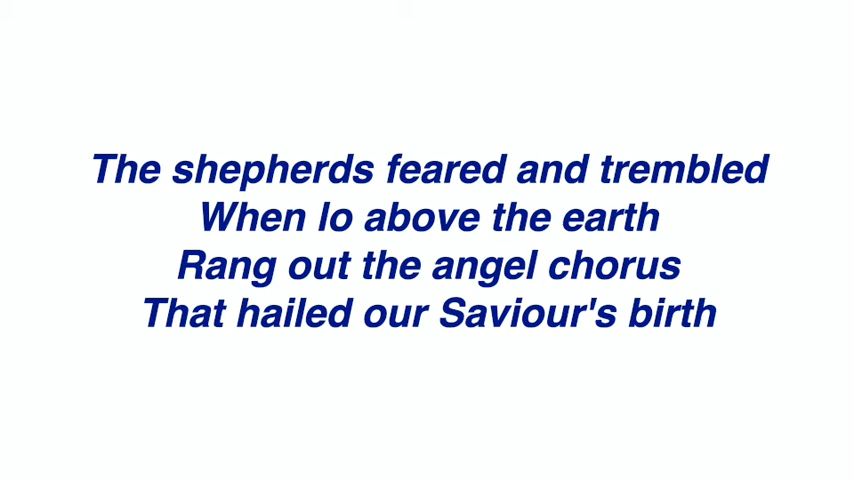 The shepherds feared and trembled
When lo above the earth
Rang out the angel chorus
That hailed our Saviour's birth